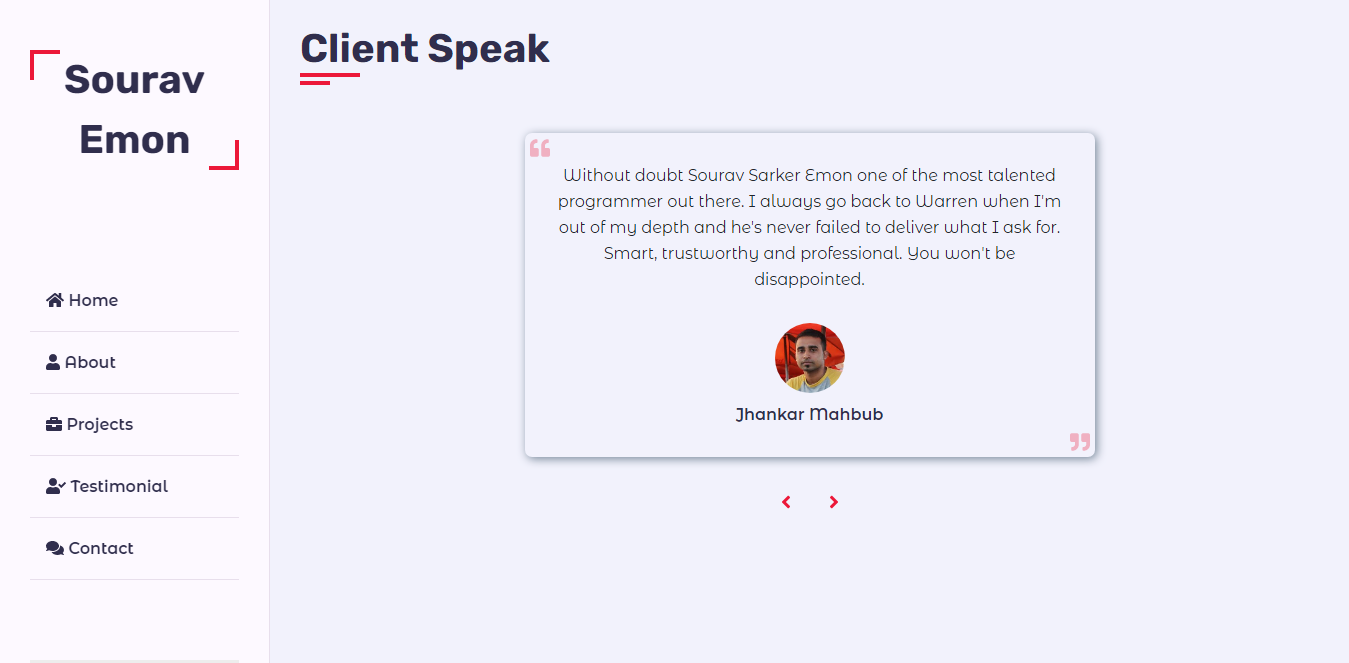 Sourav
Emon
Home
About
Projects
Testimonial
Contact
Client Speak
Without doubt Sourav Sarker Emon one of the most talented
programmer out there. I always go back to Warren when I'm
out of my depth and he's never failed to deliver what I ask for.
Smart, trustworthy and professional. You won't be
disappointed.
Jhankar Mahbub